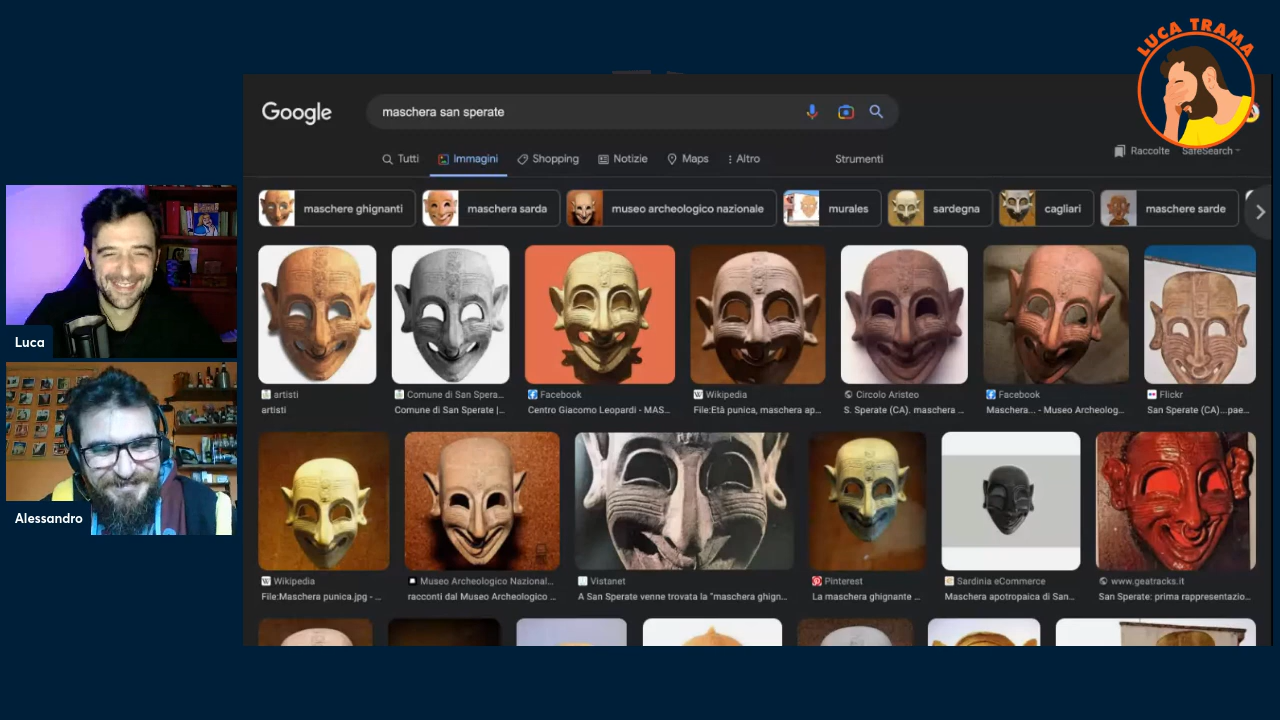 LUCA TRAMA
Google
maschera san sperate
Tutti
Immagini
Shopping
Notizie
Maps
Altro
Strumenti
Raccolte
SafeSearch
maschere ghignanti
maschera sarda
museo archeologico nazionale
murales
sardegna
cagliari
maschere sarde
Luca
Alessandro
artisti
artisti
Comune di San Spera...
Comune di San Sperate |...
Facebook
Centro Giacomo Leopardi - MAS...
Wikipedia
File:Età punica, maschera ap...
Circolo Aristeo
S. Sperate (CA). maschera ...
Facebook
Maschera... - Museo Archeolog...
Flickr
San Sperate (CA)...pae...
Wikipedia
File:Maschera punica.jpg - ...
Museo Archeologico Nazional...
racconti dal Museo Archeologico ...
Vistanet
A San Sperate venne trovata la "maschera ghign...
Pinterest
La maschera ghignante ...
Sardinia eCommerce
Maschera apotropaica di San...
www.geatracks.it
San Sperate: prima rappresentazio...